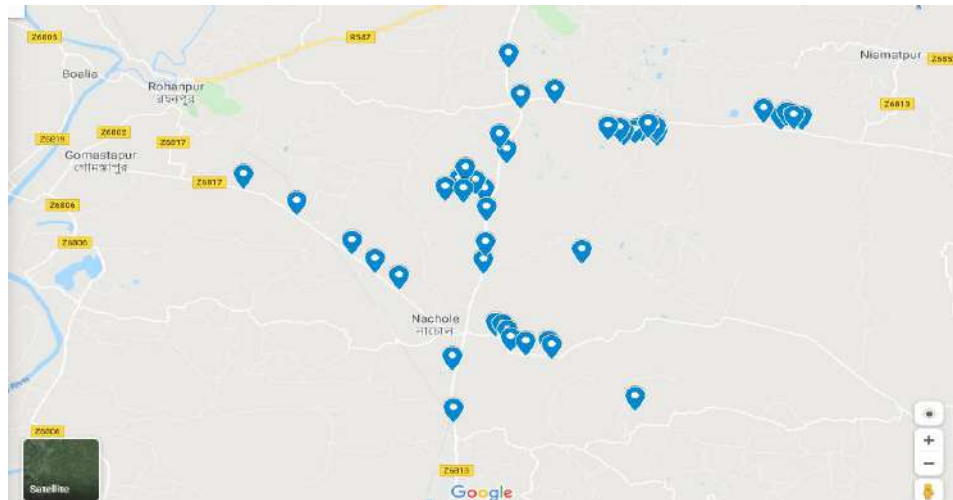 Z6805
R547
Niamatpur
Z685
Boalia
Rohanpur
রহনপুর
Z6813
Z6819
Z6802
Z6817
Gomastapur
গোমস্তাপুর
Z6817
Z6806
Z6806
Nachole
নাচোল
River
Z6806
Satellite
Z6813
Google